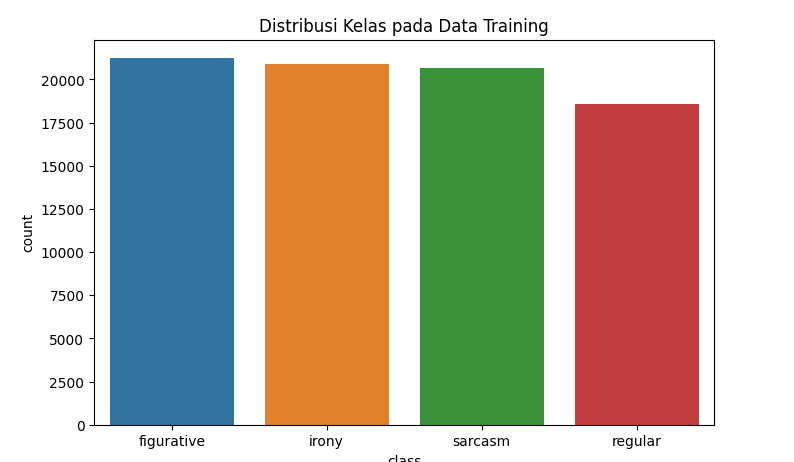 Distribusi Kelas pada Data Training
count
20000
17500
15000
12500
10000
7500
5000
2500
0
figurative irony sarcasm regular
class